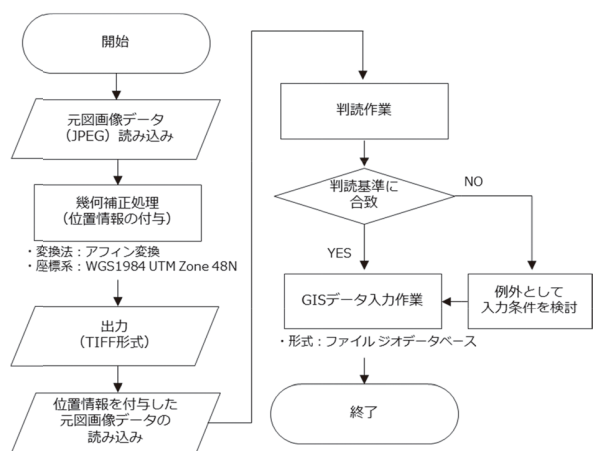 開始
元図画像データ
（JPEG）読み込み
幾何補正処理
（位置情報の付与）
・変換法：アフィン変換
・座標系：WGS1984 UTM Zone 48N
出力
（TIFF形式）
位置情報を付与した
元図画像データの
読み込み
判読作業
判読基準に
合致
NO
YES
GISデータ入力作業
例外として
入力条件を検討
・形式：ファイル ジオデータベース
終了